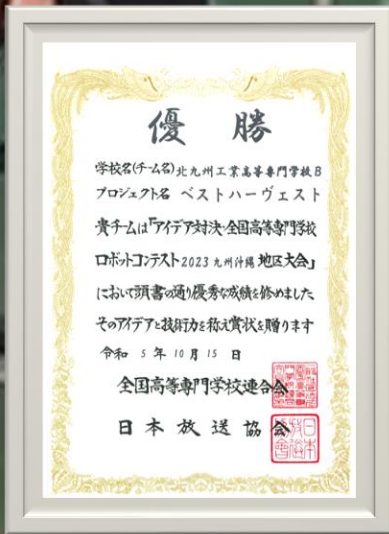 優勝
学校名(チーム名)北九州工業高等専門学校B
プロジェクト名 ベストハーヴェスト
貴チームは「アイデア対決・全国高等専門学校
ロボットコンテスト2023 九州沖縄 地区大会」
において頭書の通り優秀な成績を修めました
そのアイデアと技術力を称え賞状を贈ります
令和 5年10月15日
全国高等専門学校連合会
日本放送協会